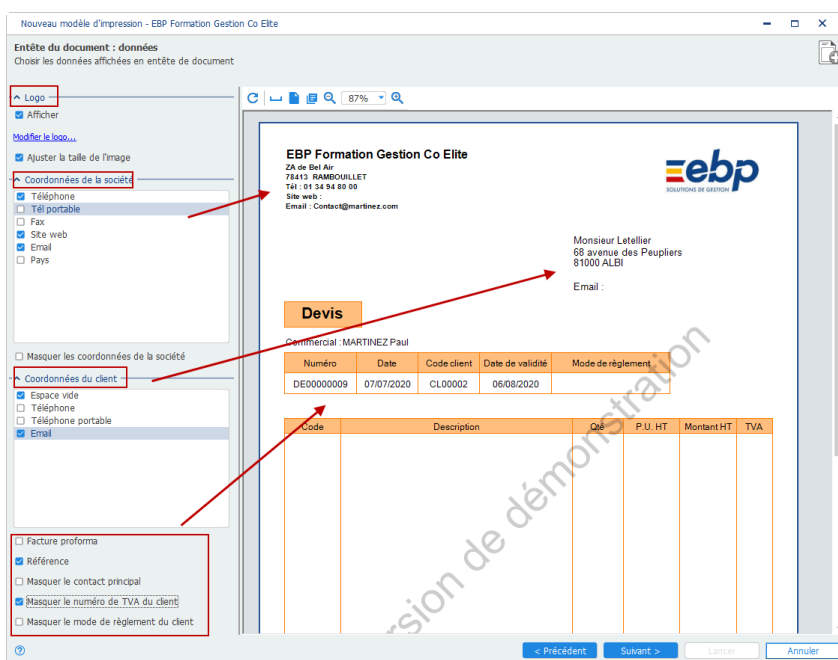 Nouveau modèle d'impression - EBP Formation Gestion Co Elite
Entête du document : données
Choisir les données affichées en entête de document
Logo
Afficher
Modifier le logo...
Ajuster la taille de l'image
Coordonnées de la société
Téléphone
Tél portable
Fax
Site web
Email
Pays
Masquer les coordonnées de la société
Coordonnées du client
Espace vide
Téléphone
Téléphone portable
Email
Facture proforma
Référence
Masquer le contact principal
Masquer le numéro de TVA du client
Masquer le mode de règlement du client
87%
EBP Formation Gestion Co Elite
ZA de Bel Air
78413 RAMBOUILLET
Tél : 01 34 94 80 00
Site web :
Email : Contact@martinez.com
ebp
SOLUTIONS DE GESTION
Monsieur Letellier
68 avenue des Peupliers
81000 ALBI
Email :
Devis
Commercial : MARTINEZ Paul
Numéro Date Code client Date de validité Mode de règlement
DE00000009 07/07/2020 CL00002 06/08/2020
Code Description Qté P.U. HT Montant HT TVA
ersion de démonstration
< Précédent Suivant > Lancer Annuler